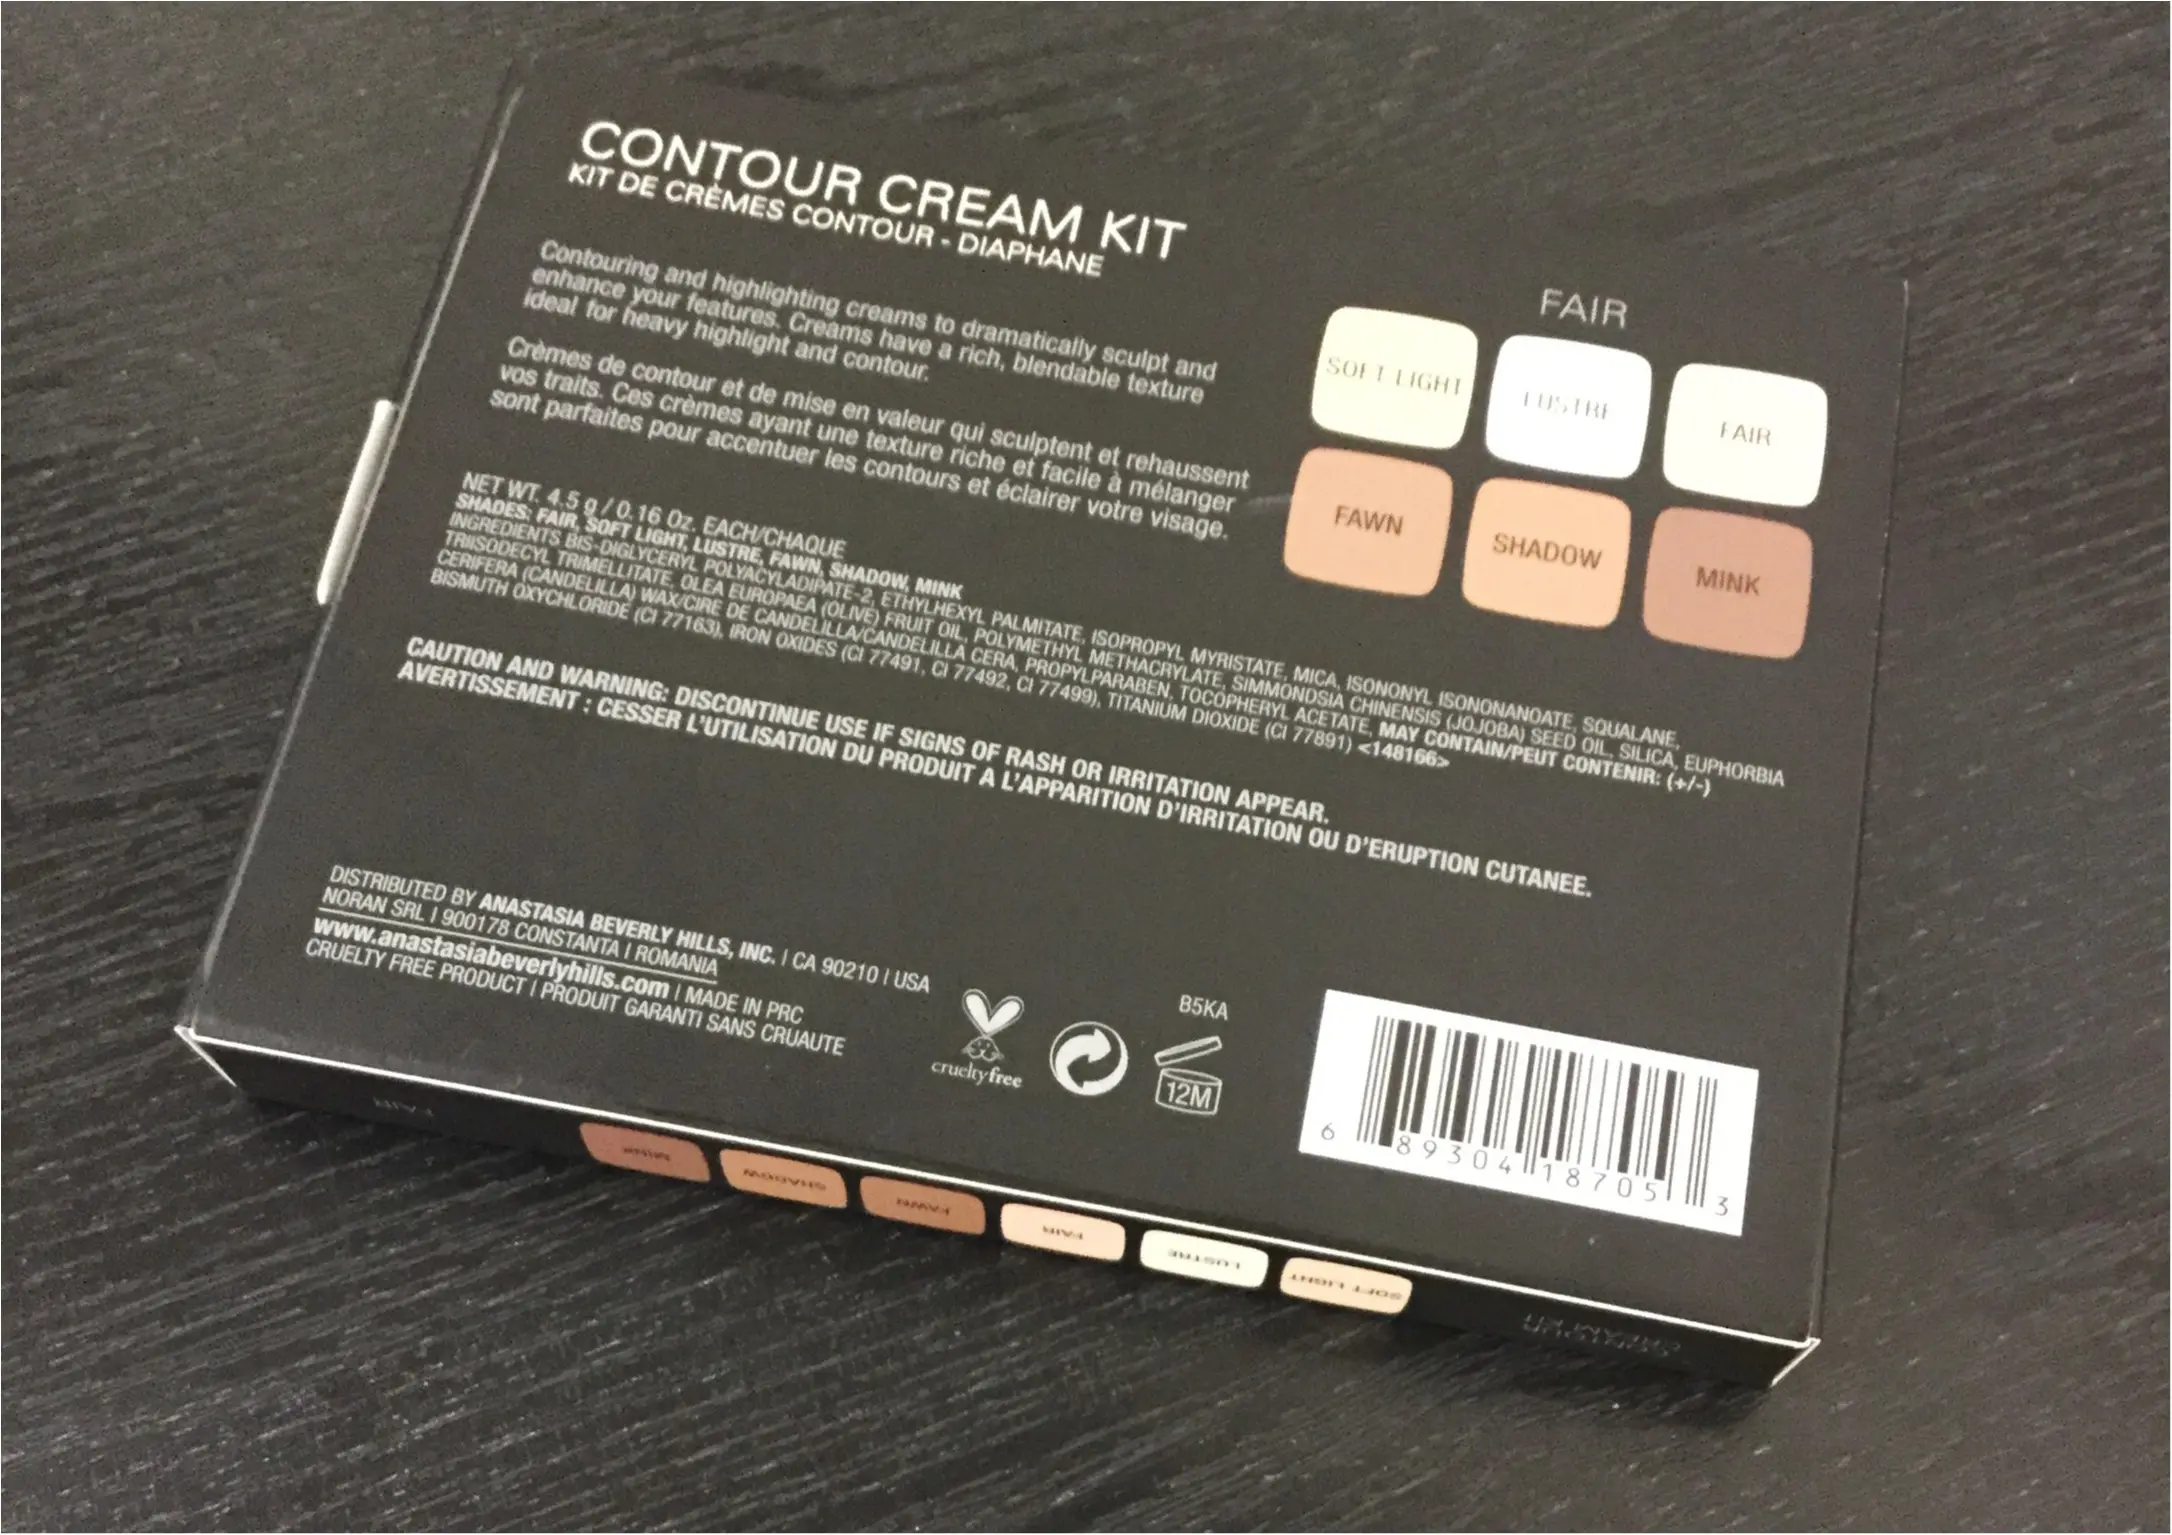 CONTOUR CREAM KIT
KIT DE CRÈMES CONTOUR - DIAPHANE
Contouring and highlighting creams to dramatically sculpt and
enhance your features. Creams have a rich, blendable texture
ideal for heavy highlight and contour.
Crèmes de contour et de mise en valeur qui sculptent et rehaussent
vos traits. Ces crèmes ayant une texture riche et facile à mélanger
sont parfaites pour accentuer les contours et éclairer votre visage.
NET WT. 4.5 g / 0.16 Oz. EACH/CHAQUE
SHADES: FAIR, SOFT LIGHT, LUSTRE, FAWN, SHADOW, MINK
INGREDIENTS BIS-DIGLYCERYL POLYACYLADIPATE-2, ETHYLHEXYL PALMITATE, ISOPROPYL MYRISTATE, MICA, ISONONYL ISONONANOATE, SQUALANE,
TRIISODECYL TRIMELLITATE, OLEA EUROPAEA (OLIVE) FRUIT OIL, POLYMETHYL METHACRYLATE, SIMMONDSIA CHINENSIS (JOJOBA) SEED OIL, SILICA, EUPHORBIA
CERIFERA (CANDELILLA) WAX/CIRE DE CANDELILLA/CANDELILLA CERA, PROPYLPARABEN, TOCOPHERYL ACETATE, MAY CONTAIN/PEUT CONTENIR: (+/-)
BISMUTH OXYCHLORIDE (CI 77163), IRON OXIDES (CI 77491, CI 77492, CI 77499), TITANIUM DIOXIDE (CI 77891) <148166>
CAUTION AND WARNING: DISCONTINUE USE IF SIGNS OF RASH OR IRRITATION APPEAR.
AVERTISSEMENT : CESSER L'UTILISATION DU PRODUIT A L'APPARITION D'IRRITATION OU D'ERUPTION CUTANEE.
FAIR
SOFT LIGHT
LUSTRE
FAIR
FAWN
SHADOW
MINK
DISTRIBUTED BY ANASTASIA BEVERLY HILLS, INC. | CA 90210 | USA
NORAN SRL | 900178 CONSTANTA | ROMANIA
www.anastasiabeverlyhills.com | MADE IN PRC
CRUELTY FREE PRODUCT | PRODUIT GARANTI SANS CRUAUTE
crueltyfree
B5KA
12M
6 89304 18705 3
FAIR
MINK
SHADOW
FAWN
FAIR
LUSTRE
SOFT LIGHT